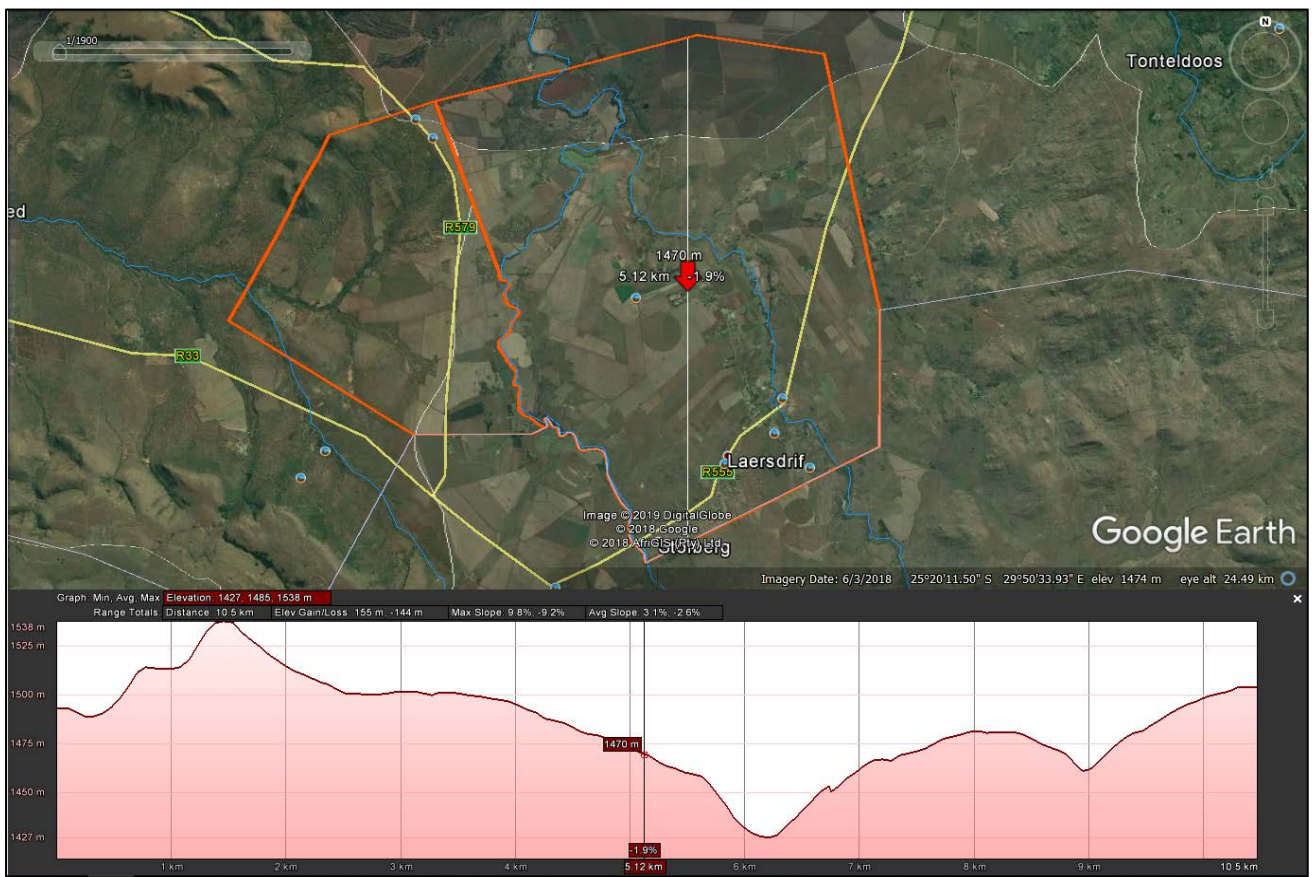 1/1900
N
Tonteldoos
ed
R579
1470 m
5.12 km -1.9%
R33
Laersdrif
R555
Image © 2019 DigitalGlobe
© 2018 Google
© 2018 AfriGIS (Pty) Ltd.
Stolberg
Google Earth
Imagery Date: 6/3/2018 25°20'11.50" S 29°50'33.93" E elev 1474 m eye alt 24.49 km
Graph: Min, Avg, Max Elevation: 1427, 1485, 1538 m
Range Totals: Distance: 10.5 km Elev Gain/Loss: 155 m, -144 m Max Slope: 9.8%, -9.2% Avg Slope: 3.1%, -2.6%
1538 m
1525 m
1500 m
1475 m
1470 m
1450 m
1427 m
-1.9%
1 km 2 km 3 km 4 km 5.12 km 6 km 7 km 8 km 9 km 10.5 km